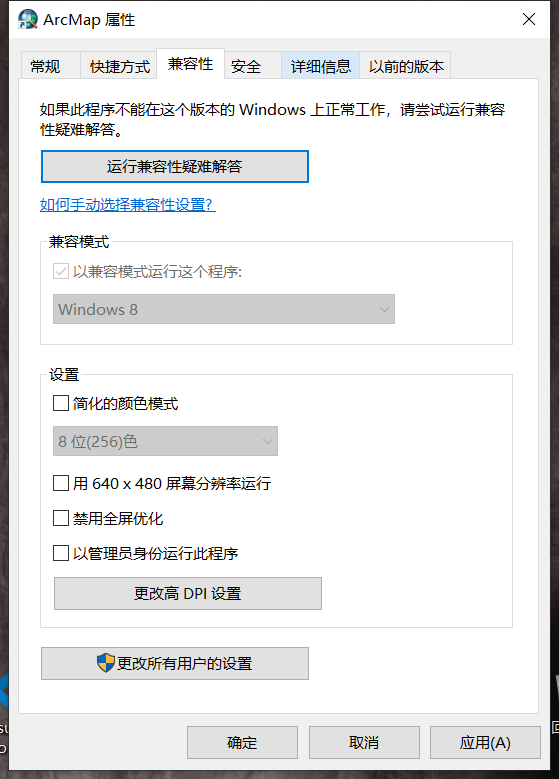 ArcMap 属性
常规
快捷方式
兼容性
安全
详细信息
以前的版本
如果此程序不能在这个版本的 Windows 上正常工作，请尝试运行兼容
性疑难解答。
运行兼容性疑难解答
如何手动选择兼容性设置?
兼容模式
以兼容模式运行这个程序:
Windows 8
设置
简化的颜色模式
8 位(256)色
用 640 x 480 屏幕分辨率运行
禁用全屏优化
以管理员身份运行此程序
更改高 DPI 设置
更改所有用户的设置
确定
取消
应用(A)